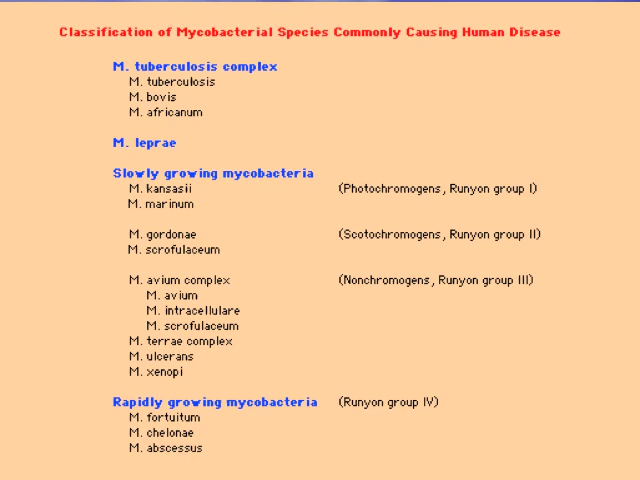 Classification of Mycobacterial Species Commonly Causing Human Disease
M. tuberculosis complex
M. tuberculosis
M. bovis
M. africanum
M. leprae
Slowly growing mycobacteria
M. kansasii (Photochromogens, Runyon group I)
M. marinum
M. gordonae (Scotochromogens, Runyon group II)
M. scrofulaceum
M. avium complex (Nonchromogens, Runyon group III)
M. avium
M. intracellulare
M. scrofulaceum
M. terrae complex
M. ulcerans
M. xenopi
Rapidly growing mycobacteria (Runyon group IV)
M. fortuitum
M. chelonae
M. abscessus